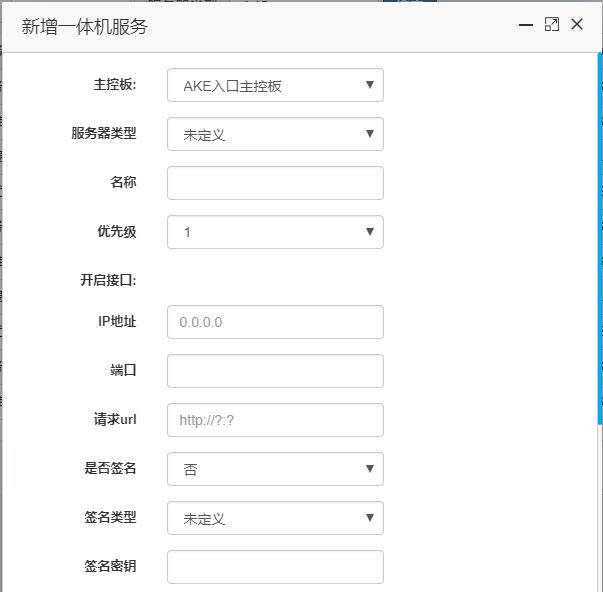 新增一体机服务
主控板: AKE入口主控板
服务器类型 未定义
名称
优先级 1
开启接口:
IP地址 0.0.0.0
端口
请求url http://?:?
是否签名 否
签名类型 未定义
签名密钥